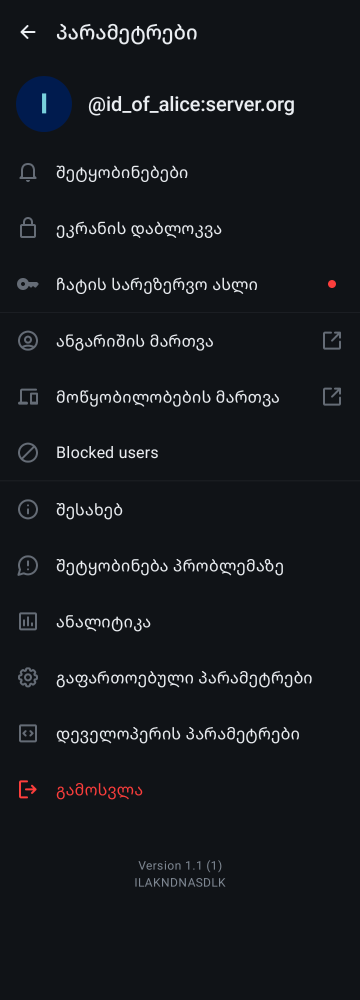 პარამეტრები
I
@id_of_alice:server.org
შეტყობინებები
ეკრანის დაბლოკვა
ჩატის სარეზერვო ასლი
ანგარიშის მართვა
მოწყობილობების მართვა
Blocked users
შესახებ
შეტყობინება პრობლემაზე
ანალიტიკა
გაფართოებული პარამეტრები
დეველოპერის პარამეტრები
გამოსვლა
Version 1.1 (1)
ILAKNDNASDLK